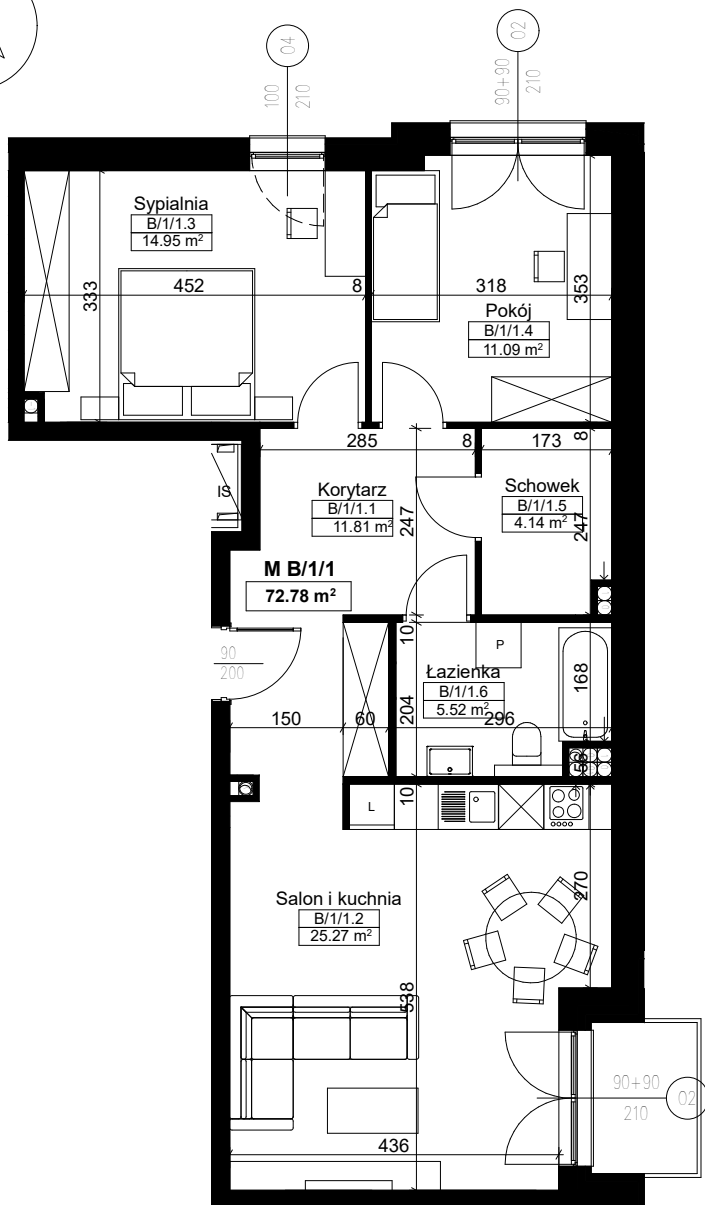 04
100
210
02
90+90
210
Sypialnia
B/1/1.3
14.95 m²
452
8
333
318
353
Pokój
B/1/1.4
11.09 m²
285
8
173
8
Korytarz
B/1/1.1
11.81 m²
247
Schowek
B/1/1.5
4.14 m²
247
IS
M B/1/1
72.78 m²
90
200
10
P
Łazienka
B/1/1.6
5.52 m²
168
150
60
204
296
58
10
L
270
Salon i kuchnia
B/1/1.2
25.27 m²
538
90+90
210
02
436